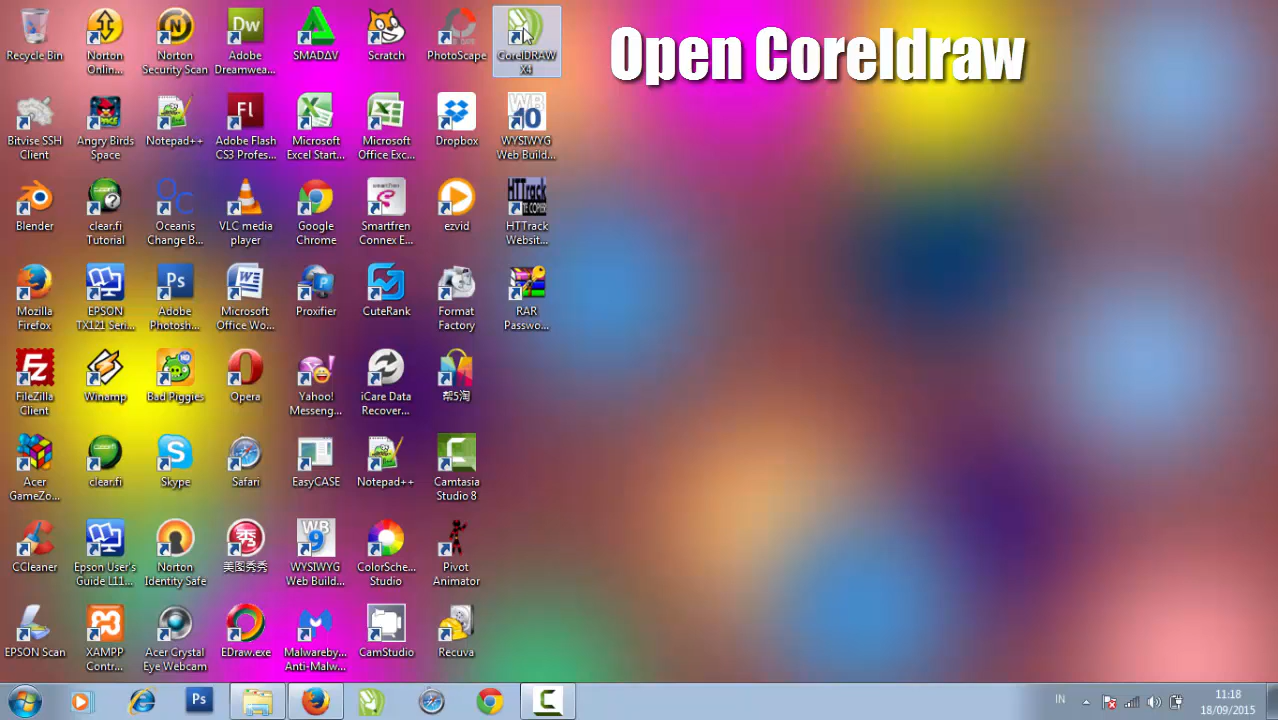 Open Coreldraw
Recycle Bin
Norton
Onlin...
Norton
Security Scan
Adobe
Dreamwea...
SMADΔV
Scratch
PhotoScape
CorelDRAW
X4
Bitvise SSH
Client
Angry Birds
Space
Notepad++
Adobe Flash
CS3 Profes...
Microsoft
Excel Start...
Microsoft
Office Exc...
Dropbox
WYSIWYG
Web Build...
Blender
clear.fi
Tutorial
Oceanis
Change B...
VLC media
player
Google
Chrome
Smartfren
Connex E...
ezvid
HTTrack
Websit...
Mozilla
Firefox
EPSON
TX121 Seri...
Adobe
Photosh...
Microsoft
Office Wo...
Proxifier
CuteRank
Format
Factory
RAR
Passwo...
FileZilla
Client
Winamp
Bad Piggies
Opera
Yahoo!
Messeng...
iCare Data
Recover...
帮5淘
Acer
GameZo...
clear.fi
Skype
Safari
EasyCASE
Notepad++
Camtasia
Studio 8
CCleaner
Epson User's
Guide L11...
Norton
Identity Safe
美图秀秀
WYSIWYG
Web Build...
ColorSche...
Studio
Pivot
Animator
EPSON Scan
XAMPP
Contr...
Acer Crystal
Eye Webcam
EDraw.exe
Malwareby...
Anti-Malw...
CamStudio
Recuva
IN
11:18
18/09/2015